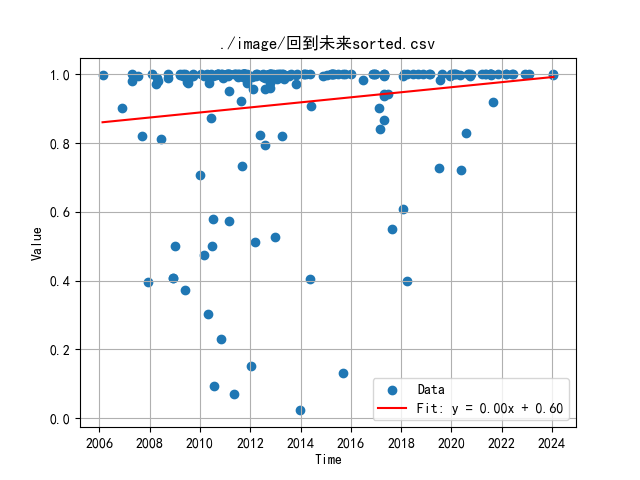 ./image/回到未来sorted.csv
1.0
0.8
0.6
0.4
0.2
0.0
Value
2006 2008 2010 2012 2014 2016 2018 2020 2022 2024
Time
Data
Fit: y = 0.00x + 0.60